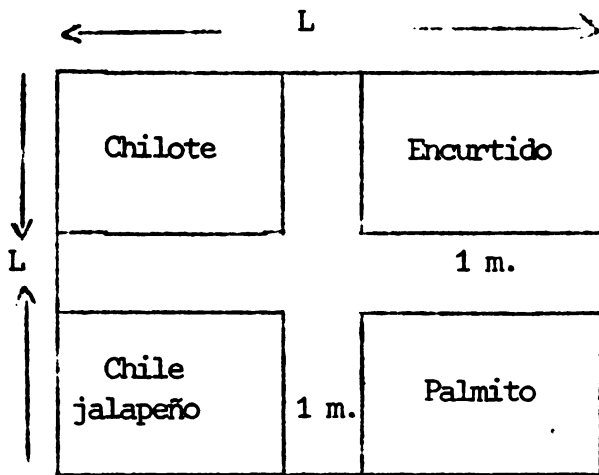 L
Chilote
Encurtido
L
1 m.
Chile
jalapeño
1 m.
Palmito